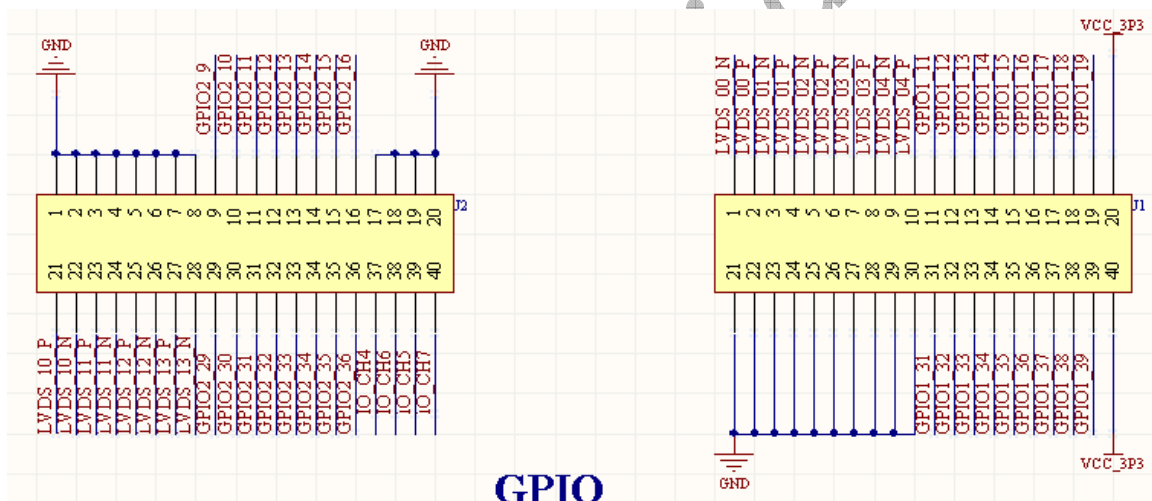 GND
GND
VCC_3P3
GPIO2_9
GPIO2_10
GPIO2_11
GPIO2_12
GPIO2_13
GPIO2_14
GPIO2_15
GPIO2_16
LVDS_00_N
LVDS_00_P
LVDS_01_N
LVDS_01_P
LVDS_02_N
LVDS_02_P
LVDS_03_N
LVDS_03_P
LVDS_04_N
LVDS_04_P
GPIO1_11
GPIO1_12
GPIO1_13
GPIO1_14
GPIO1_15
GPIO1_16
GPIO1_17
GPIO1_18
GPIO1_19
1 2 3 4 5 6 7 8 9 10 11 12 13 14 15 16 17 18 19 20
J2
21 22 23 24 25 26 27 28 29 30 31 32 33 34 35 36 37 38 39 40
1 2 3 4 5 6 7 8 9 10 11 12 13 14 15 16 17 18 19 20
J1
21 22 23 24 25 26 27 28 29 30 31 32 33 34 35 36 37 38 39 40
LVDS_10_P
LVDS_10_N
LVDS_11_P
LVDS_11_N
LVDS_12_P
LVDS_12_N
LVDS_13_P
LVDS_13_N
GPIO2_29
GPIO2_30
GPIO2_31
GPIO2_32
GPIO2_33
GPIO2_34
GPIO2_35
GPIO2_36
IO_CH4
IO_CH6
IO_CH5
IO_CH7
GPIO1_31
GPIO1_32
GPIO1_33
GPIO1_34
GPIO1_35
GPIO1_36
GPIO1_37
GPIO1_38
GPIO1_39
GND
VCC_3P3
GPIO